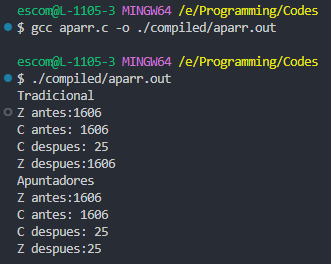 escom@L-1105-3 MINGW64 /e/Programming/Codes
$ gcc aparr.c -o ./compiled/aparr.out
escom@L-1105-3 MINGW64 /e/Programming/Codes
$ ./compiled/aparr.out
Tradicional
Z antes:1606
C antes: 1606
C despues: 25
Z despues:1606
Apuntadores
Z antes:1606
C antes: 1606
C despues: 25
Z despues:25